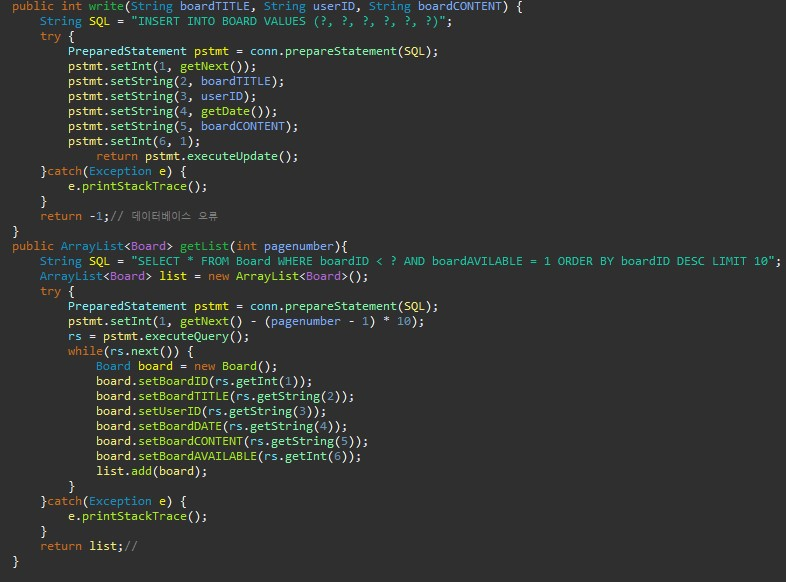 public int write(String boardTITLE, String userID, String boardCONTENT) {
String SQL = "INSERT INTO BOARD VALUES (?, ?, ?, ?, ?, ?)";
try {
PreparedStatement pstmt = conn.prepareStatement(SQL);
pstmt.setInt(1, getNext());
pstmt.setString(2, boardTITLE);
pstmt.setString(3, userID);
pstmt.setString(4, getDate());
pstmt.setString(5, boardCONTENT);
pstmt.setInt(6, 1);
return pstmt.executeUpdate();
}catch(Exception e) {
e.printStackTrace();
}
return -1;// 데이터베이스 오류
}
public ArrayList<Board> getList(int pagenumber){
String SQL = "SELECT * FROM Board WHERE boardID < ? AND boardAVILABLE = 1 ORDER BY boardID DESC LIMIT 10";
ArrayList<Board> list = new ArrayList<Board>();
try {
PreparedStatement pstmt = conn.prepareStatement(SQL);
pstmt.setInt(1, getNext() - (pagenumber - 1) * 10);
rs = pstmt.executeQuery();
while(rs.next()) {
Board board = new Board();
board.setBoardID(rs.getInt(1));
board.setBoardTITLE(rs.getString(2));
board.setUserID(rs.getString(3));
board.setBoardDATE(rs.getString(4));
board.setBoardCONTENT(rs.getString(5));
board.setBoardAVAILABLE(rs.getInt(6));
list.add(board);
}
}catch(Exception e) {
e.printStackTrace();
}
return list;//
}